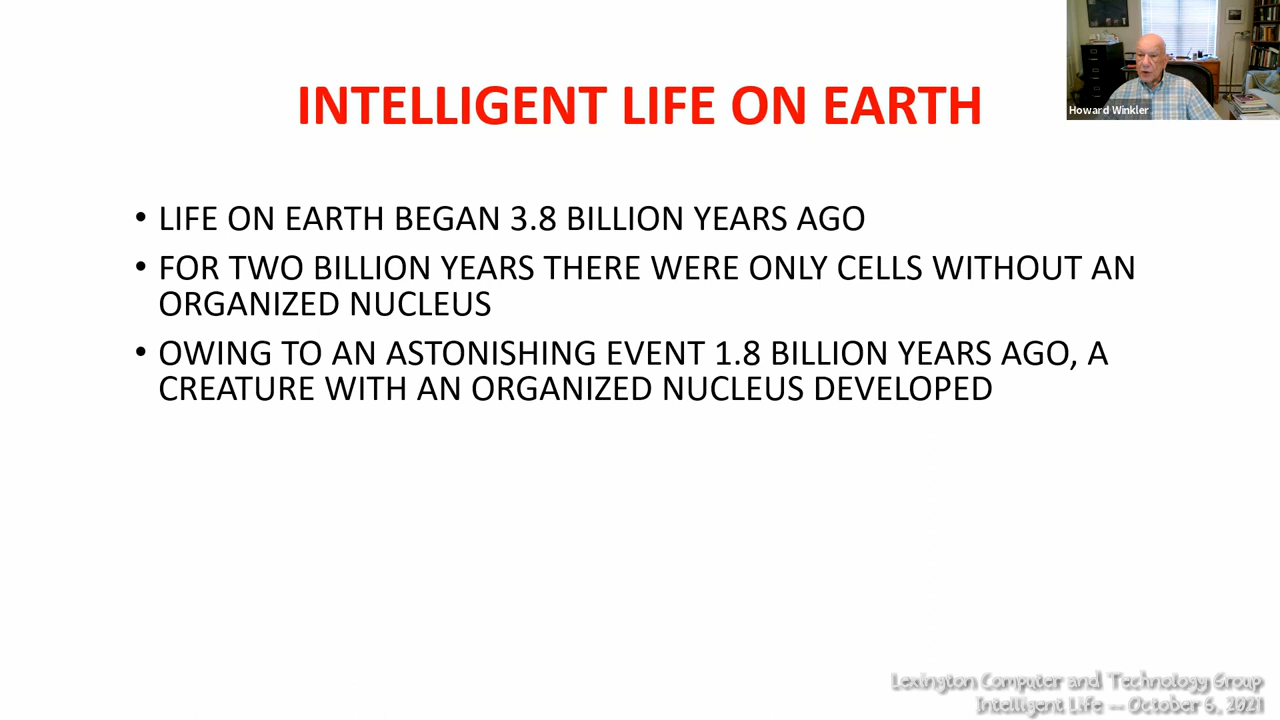 INTELLIGENT LIFE ON EARTH
Howard Winkler
• LIFE ON EARTH BEGAN 3.8 BILLION YEARS AGO
• FOR TWO BILLION YEARS THERE WERE ONLY CELLS WITHOUT AN
ORGANIZED NUCLEUS
• OWING TO AN ASTONISHING EVENT 1.8 BILLION YEARS AGO, A
CREATURE WITH AN ORGANIZED NUCLEUS DEVELOPED
Lexington Computer and Technology Group
Intelligent Life -- October 6, 2021